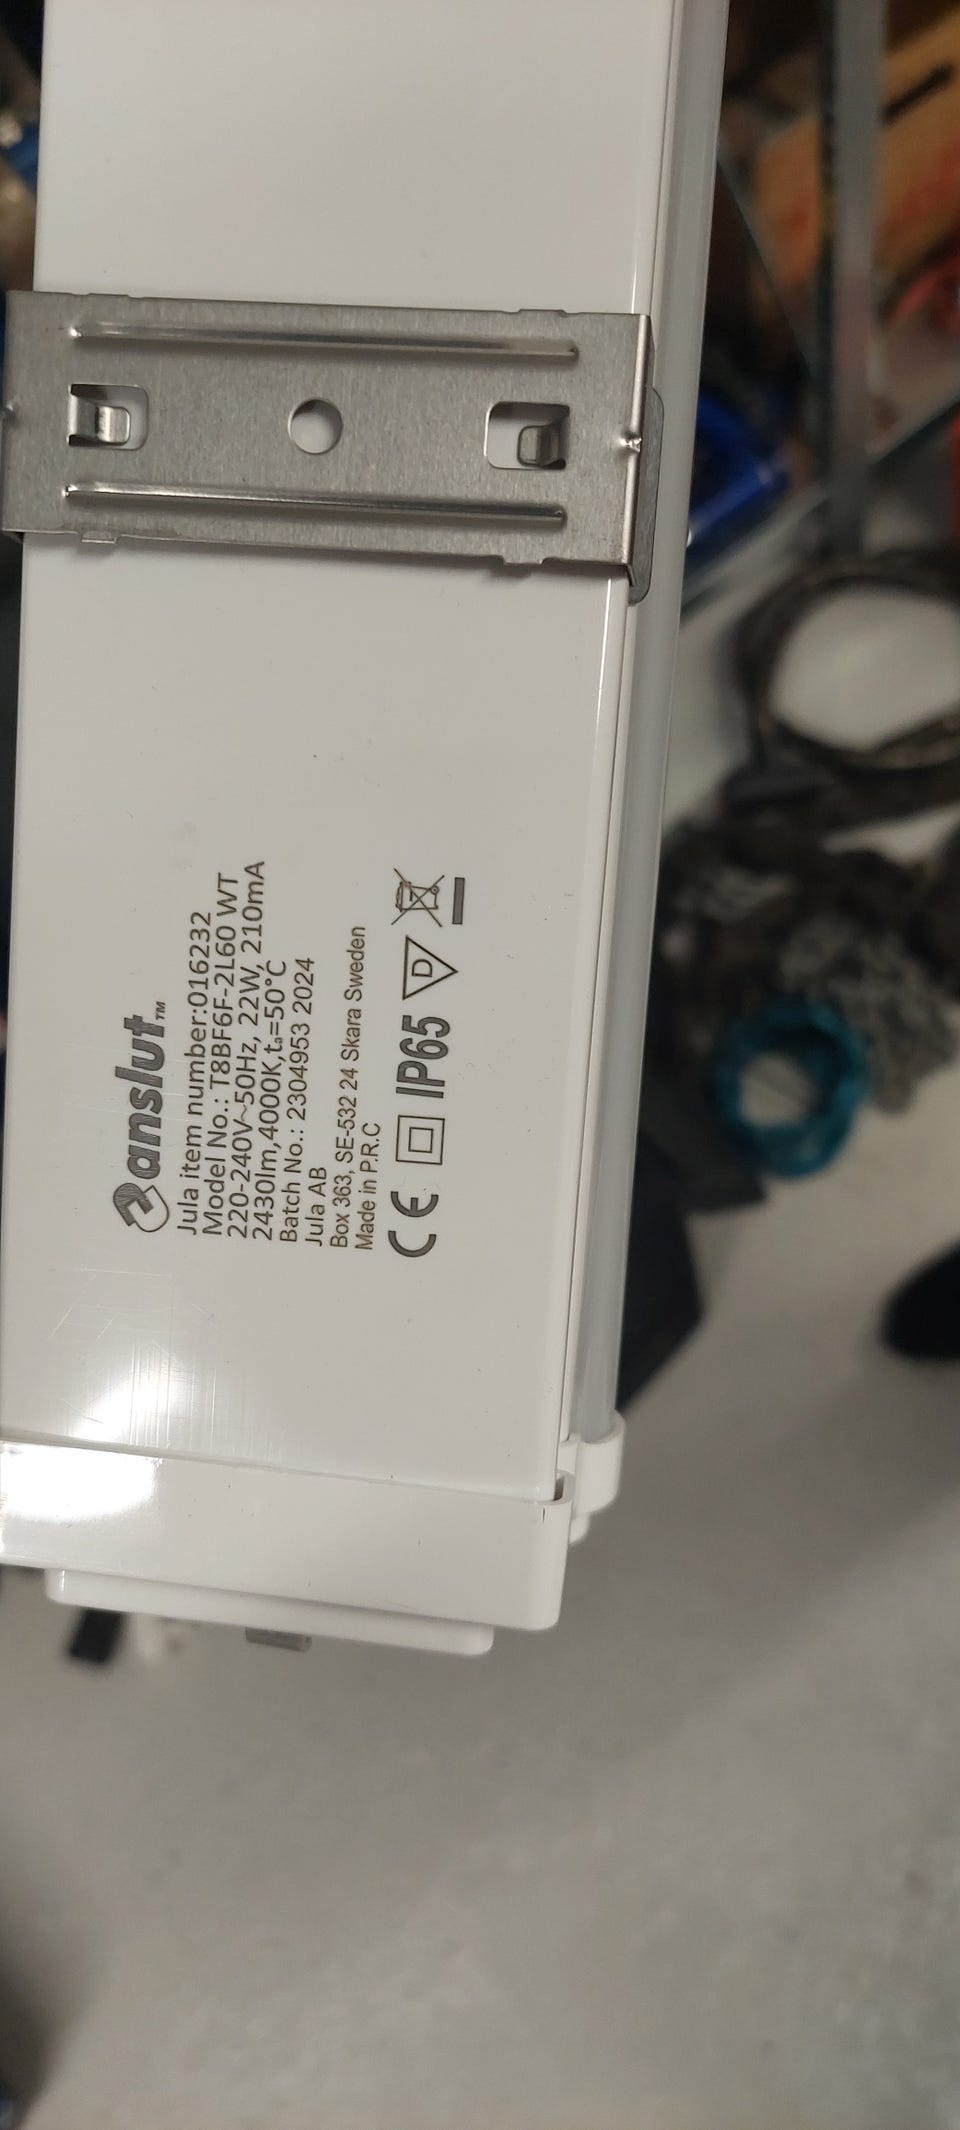 anslut™
Jula item number:016232
Model No.: T8BF6F-2L60 WT
220-240V~50Hz, 22W, 210mA
2430lm,4000K,tₐ=50°C
Batch No.: 2304953 2024
Jula AB
Box 363, SE-532 24 Skara Sweden
Made in P.R.C
CE IP65 D